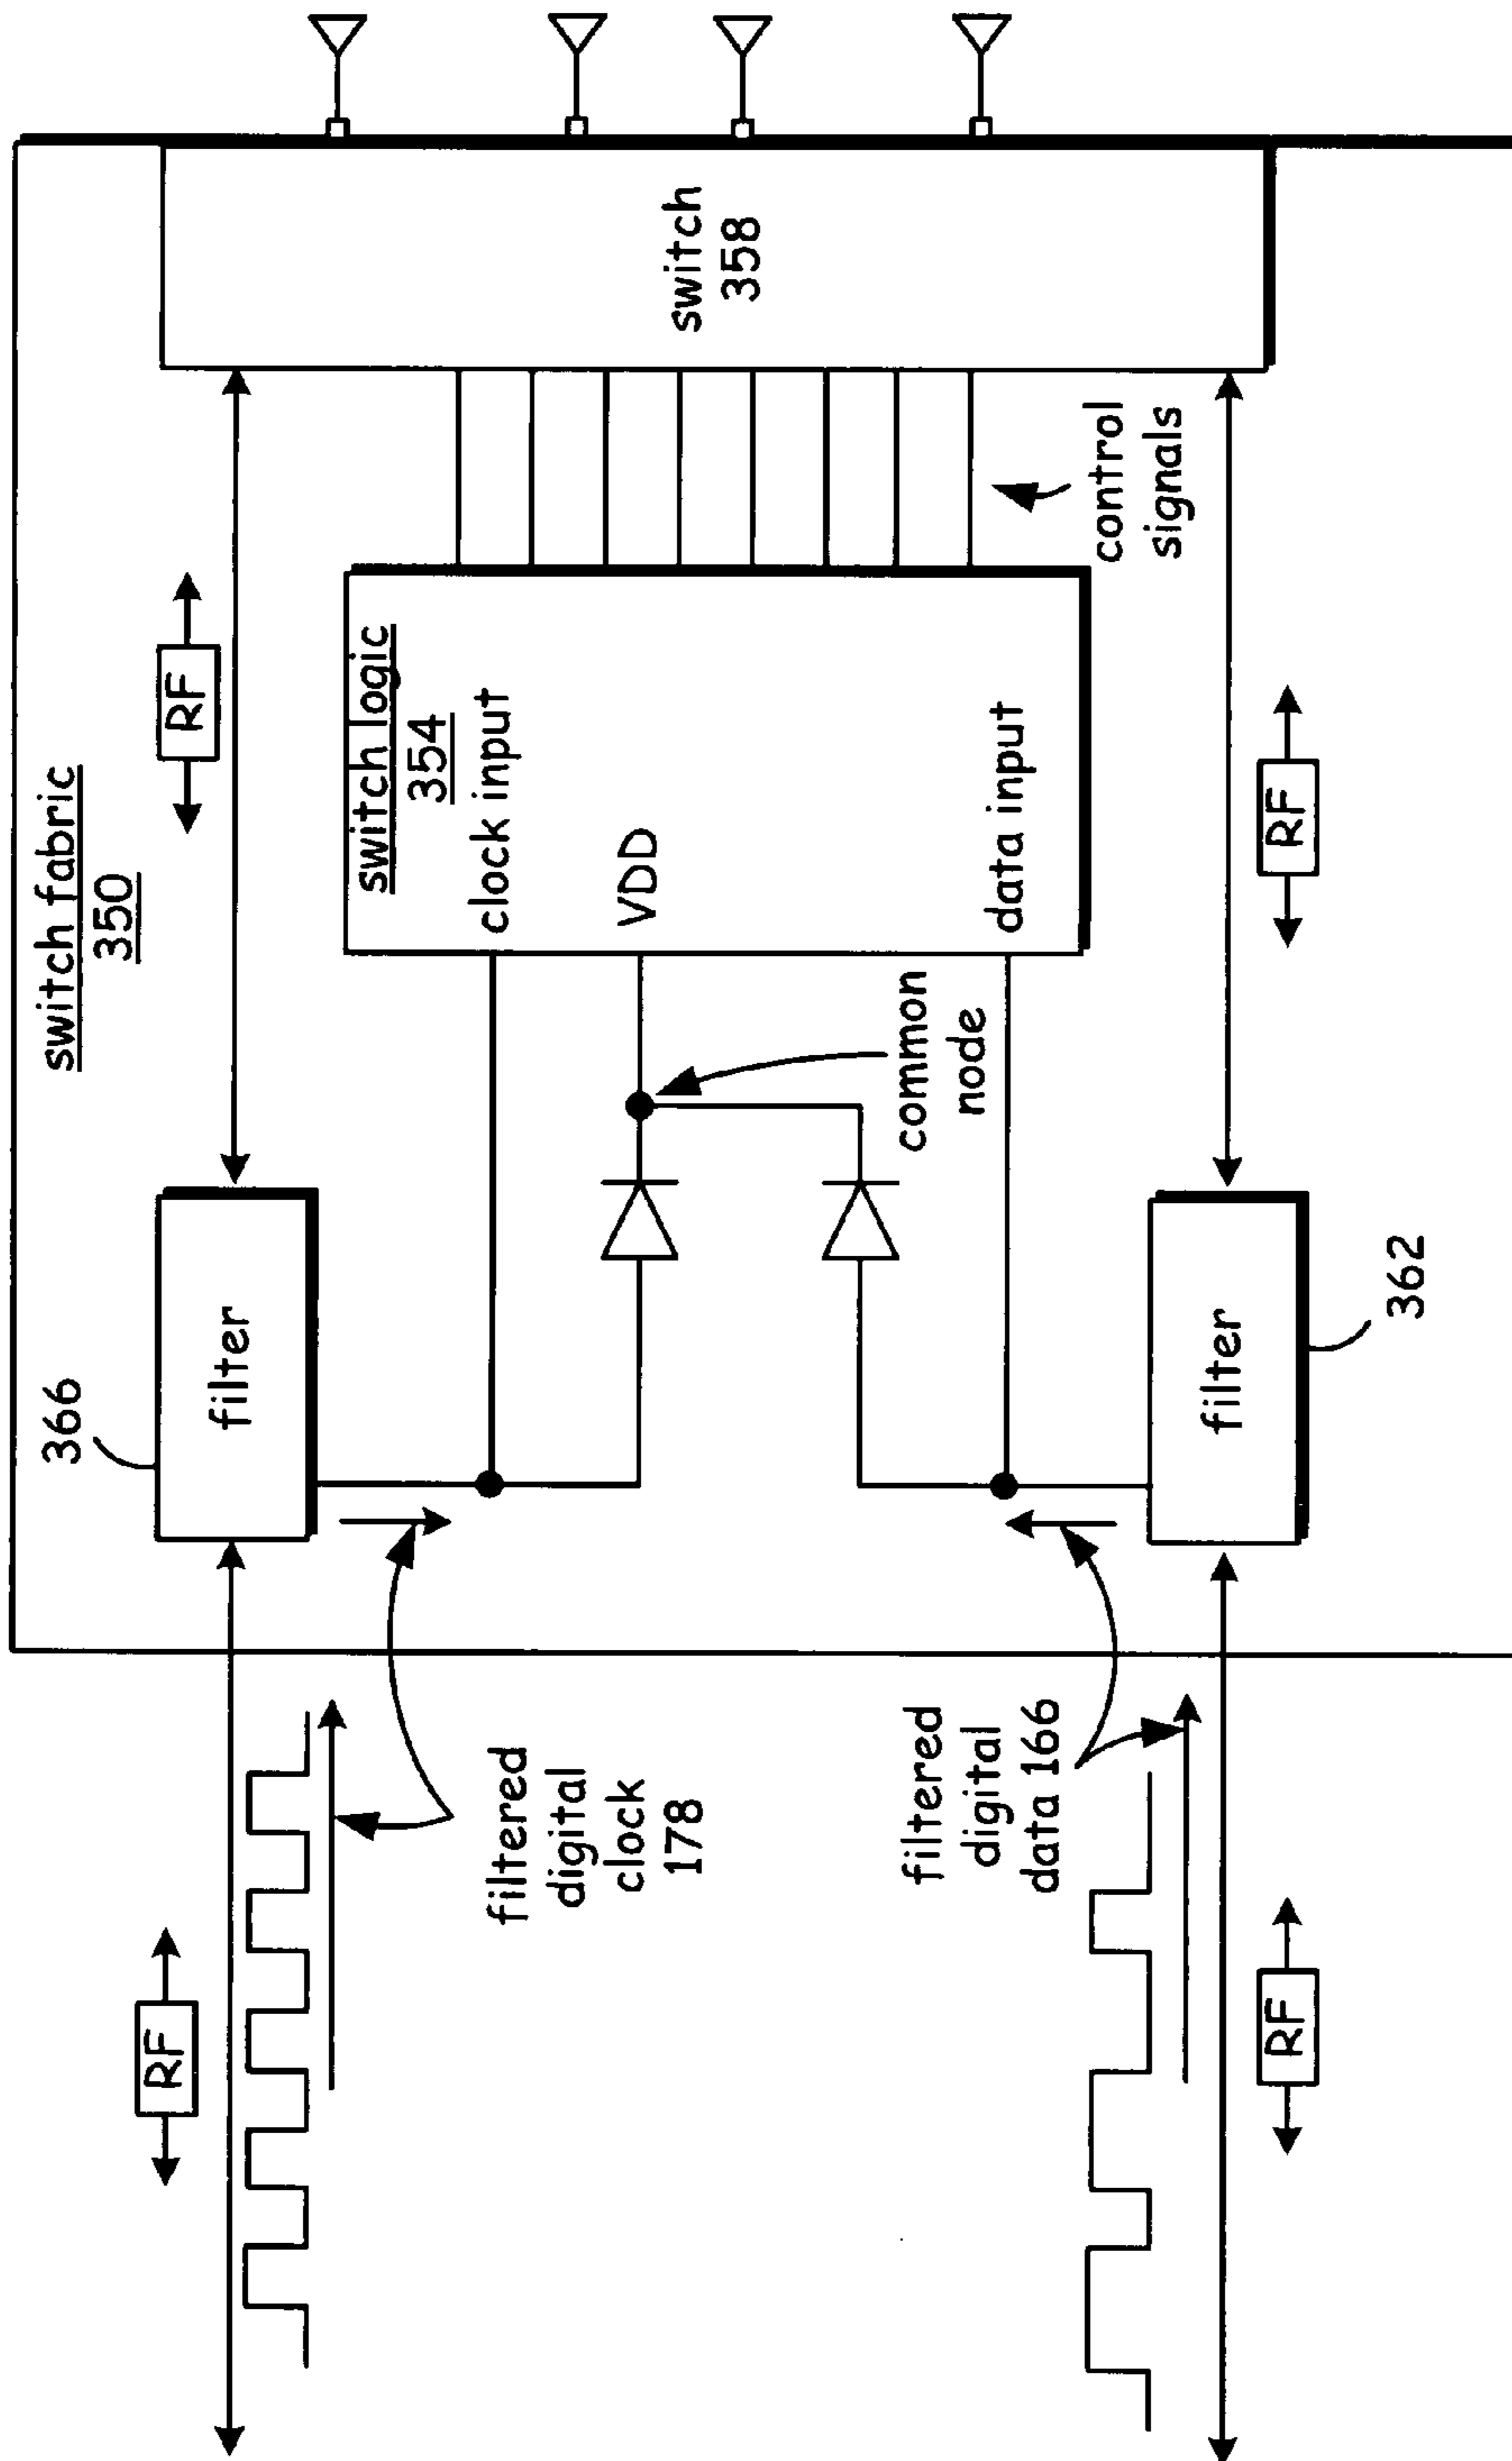 switch fabric
350
366
RF
RF
filter
switch logic
354
clock input
filtered
digital
clock
178
VDD
switch
358
common
node
filtered
digital
data 166
data input
control
signals
filter
RF
RF
362